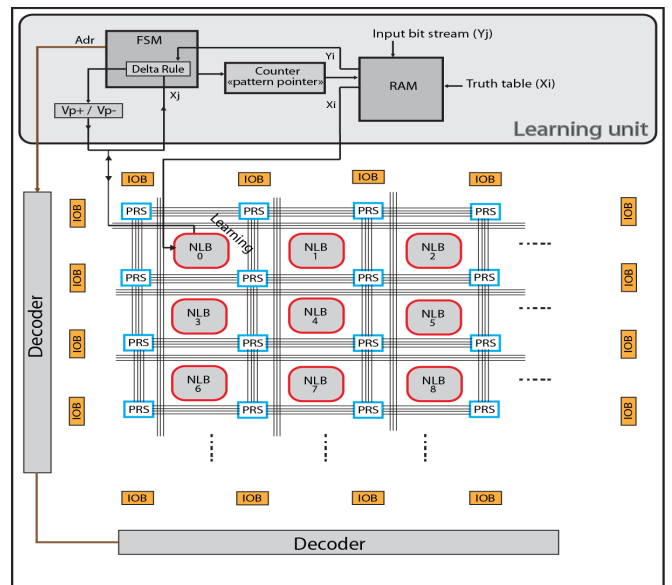 Adr
FSM
Delta Rule
Yi
Xj
Vp+ / Vp-
Counter
«pattern pointer»
Xi
Input bit stream (Yj)
RAM
Truth table (Xi)
Learning unit
IOB
IOB
IOB
IOB
IOB
PRS
PRS
PRS
PRS
IOB
Learning
NLB
0
NLB
1
NLB
2
IOB
PRS
PRS
PRS
PRS
IOB
Decoder
NLB
3
NLB
4
NLB
5
IOB
PRS
PRS
PRS
PRS
IOB
NLB
6
NLB
7
NLB
8
IOB
PRS
PRS
PRS
PRS
IOB
IOB
IOB
IOB
IOB
Decoder